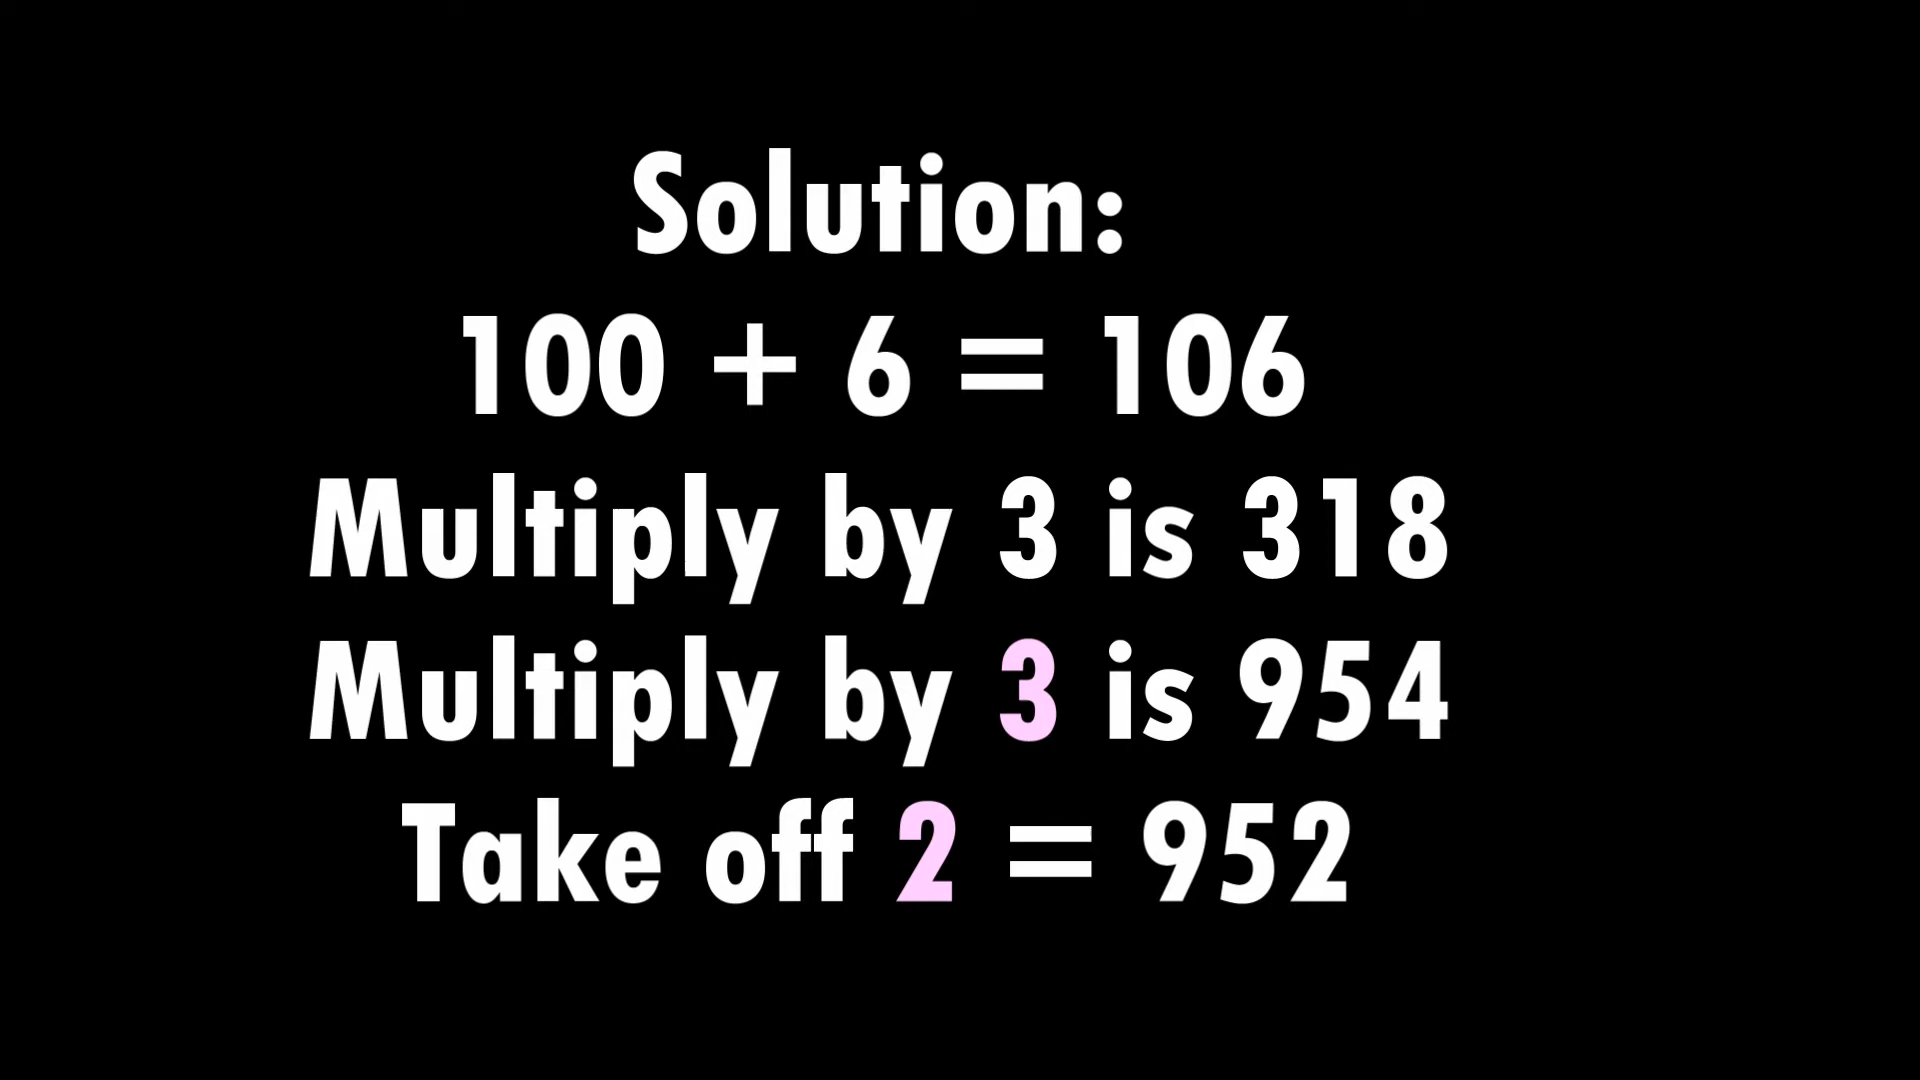 Solution:
100 + 6 = 106
Multiply by 3 is 318
Multiply by 3 is 954
Take off 2 = 952